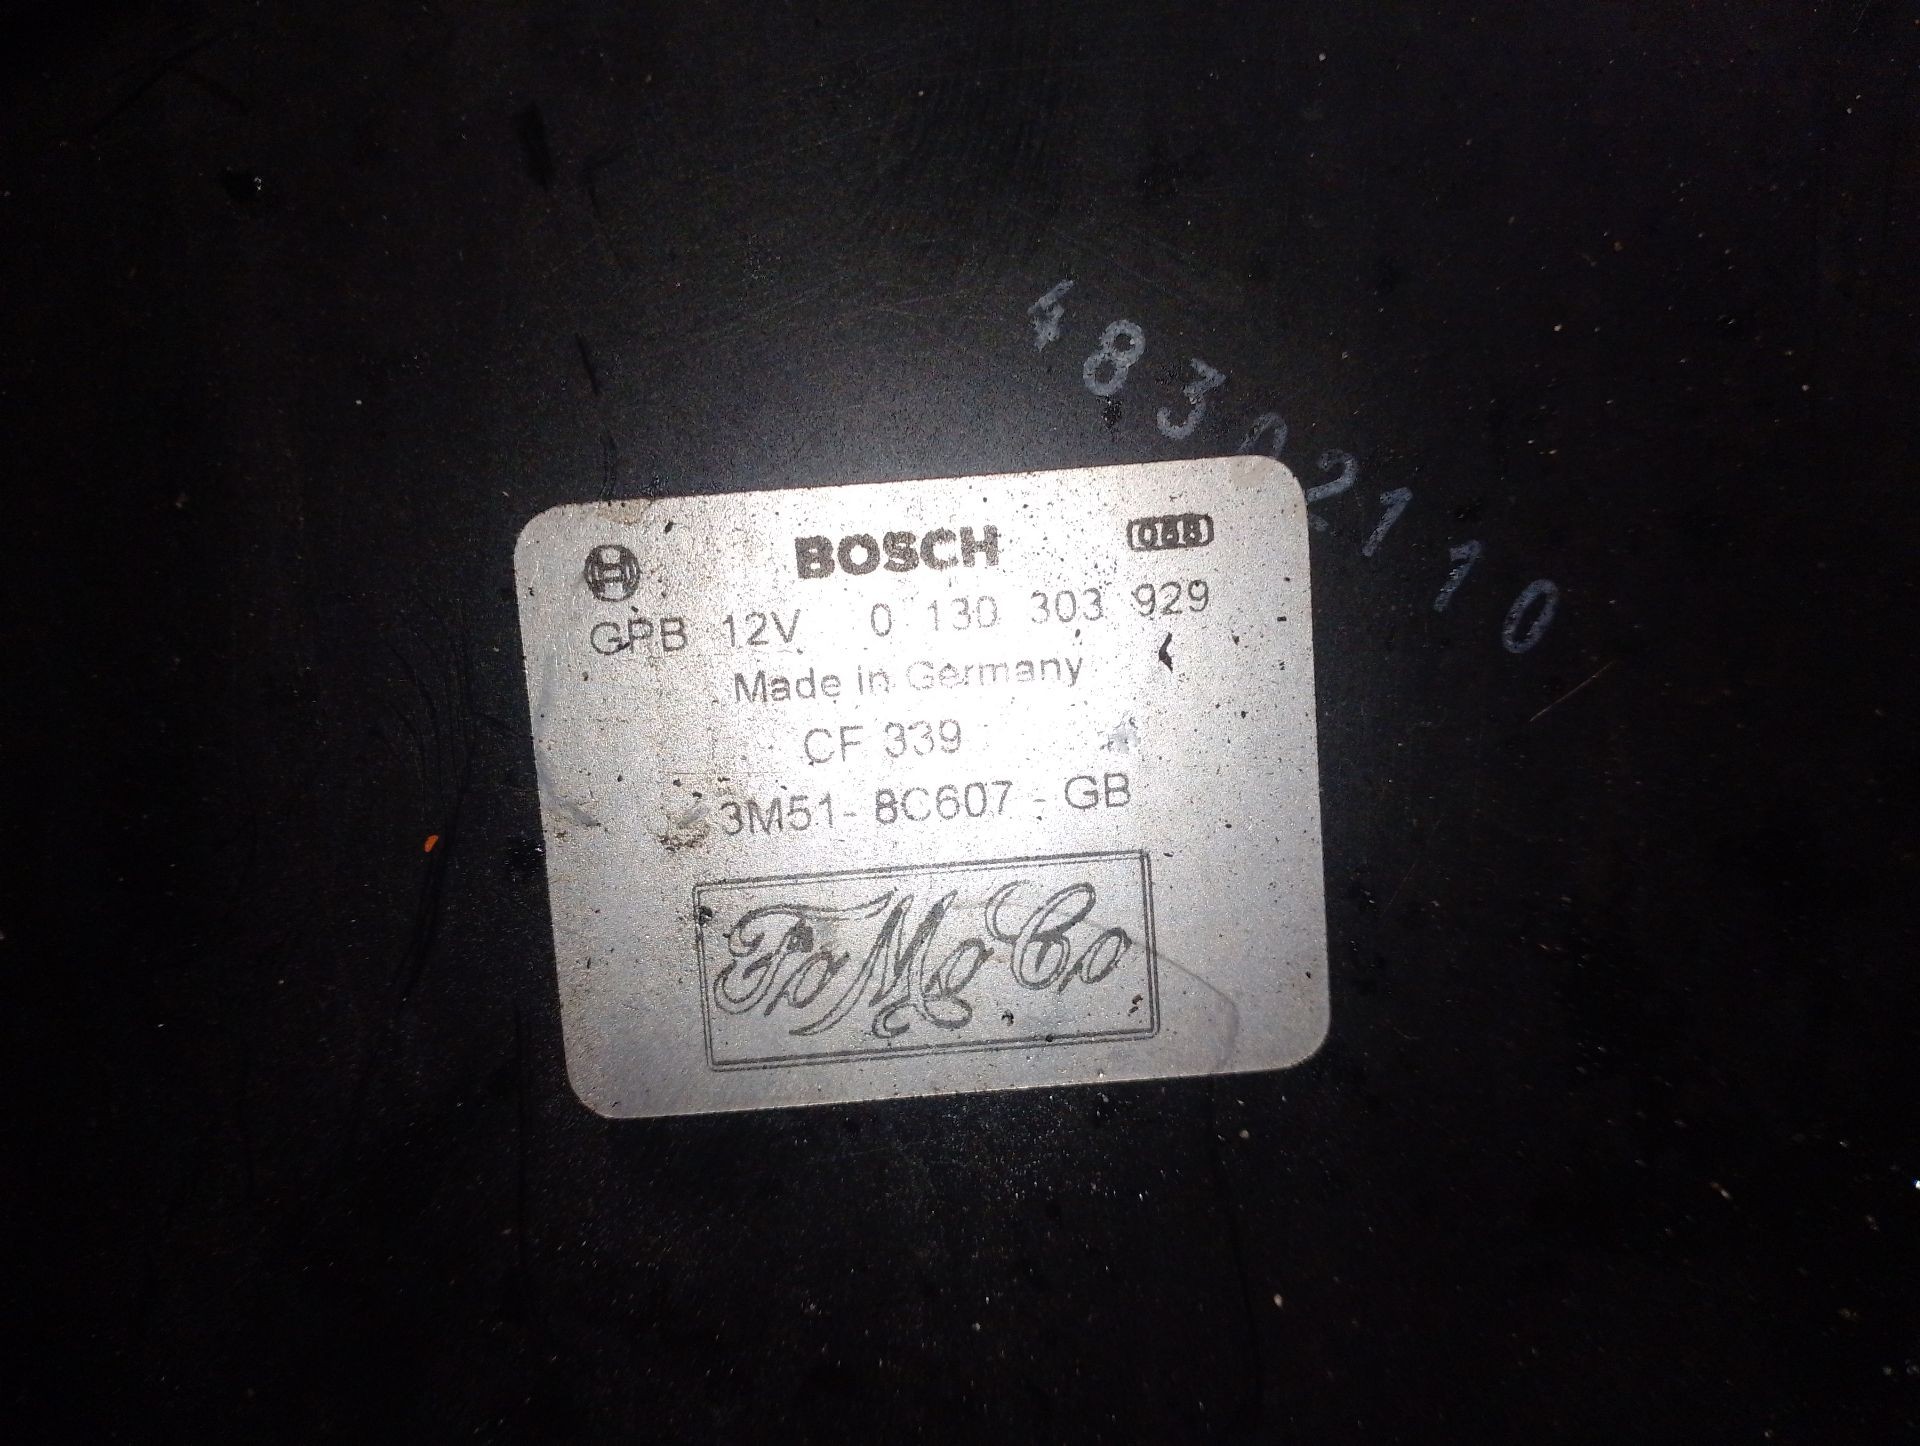 48302110
BOSCH
GPB 12V 0 130 303 929
Made in Germany
CF 339
3M51-8C607-GB
FoMoCo